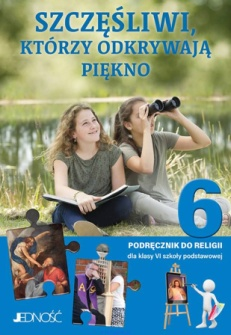 SZCZĘŚLIWI,
KTÓRZY ODKRYWAJĄ
PIĘKNO
6
PODRĘCZNIK DO RELIGII
dla klasy VI szkoły podstawowej
JEDNOŚĆ